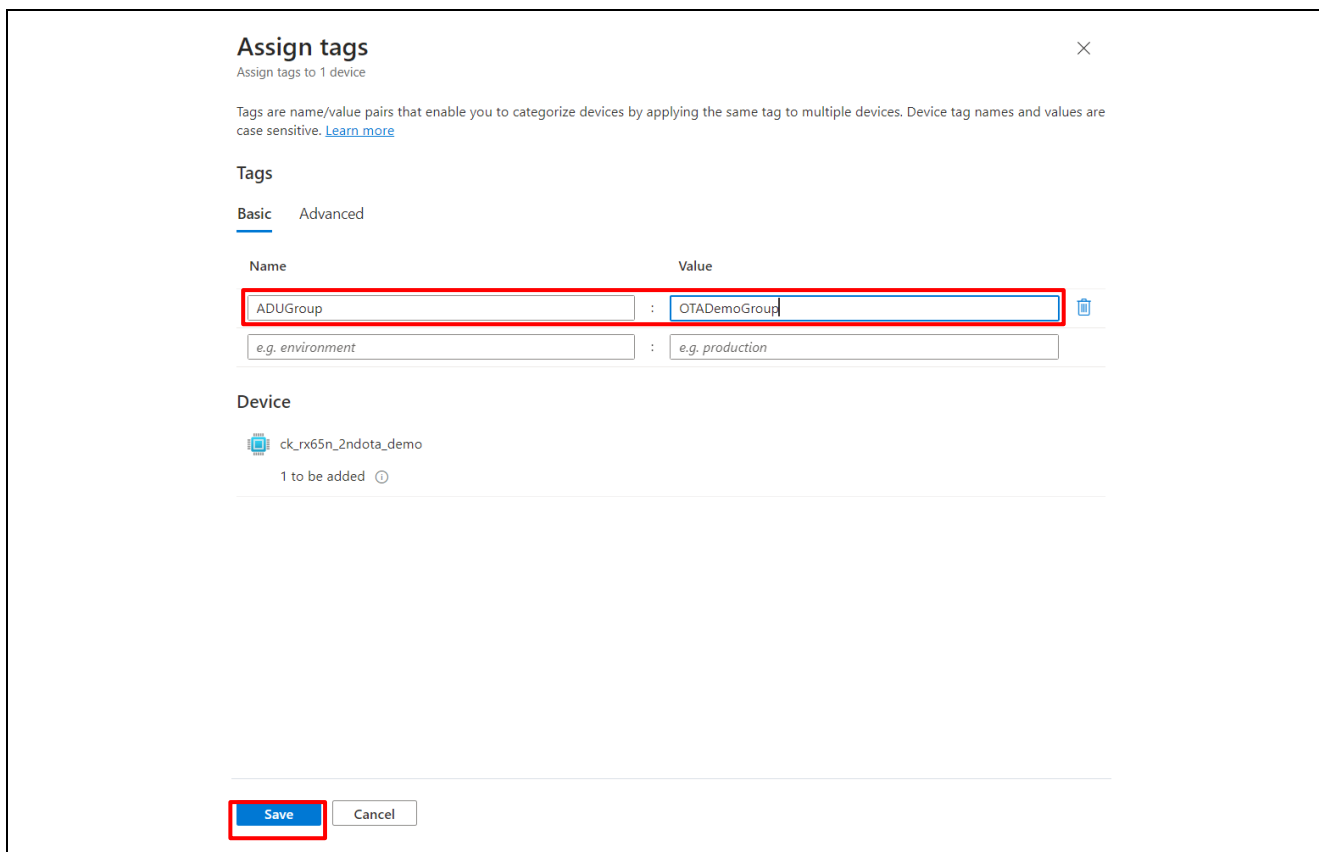 Assign tags
Assign tags to 1 device
Tags are name/value pairs that enable you to categorize devices by applying the same tag to multiple devices. Device tag names and values are
case sensitive. Learn more
Tags
Basic Advanced
Name Value
ADUGroup : OTADemoGroup
e.g. environment : e.g. production
Device
ck_rx65n_2ndota_demo
1 to be added
Save Cancel